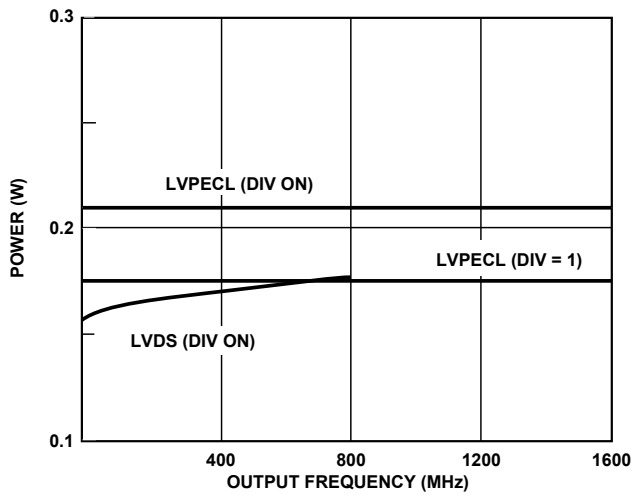 0.3
LVPECL (DIV ON)
POWER (W)
0.2
LVPECL (DIV = 1)
LVDS (DIV ON)
0.1
400 800 1200 1600
OUTPUT FREQUENCY (MHz)